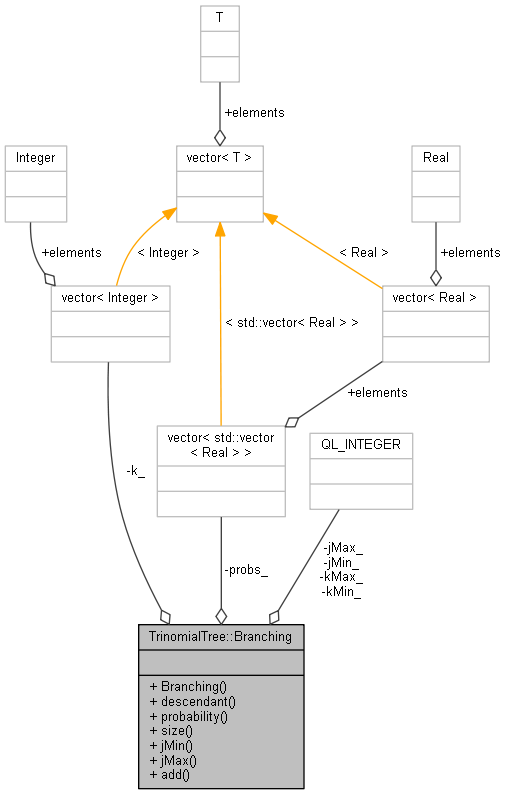 T
+elements
Integer
vector< T >
Real
+elements
< Integer >
< Real >
+elements
vector< Integer >
< std::vector< Real > >
vector< Real >
+elements
vector< std::vector
< Real > >
QL_INTEGER
-k_
-probs_
-jMax_
-jMin_
-kMax_
-kMin_
TrinomialTree::Branching
+ Branching()
+ descendant()
+ probability()
+ size()
+ jMin()
+ jMax()
+ add()